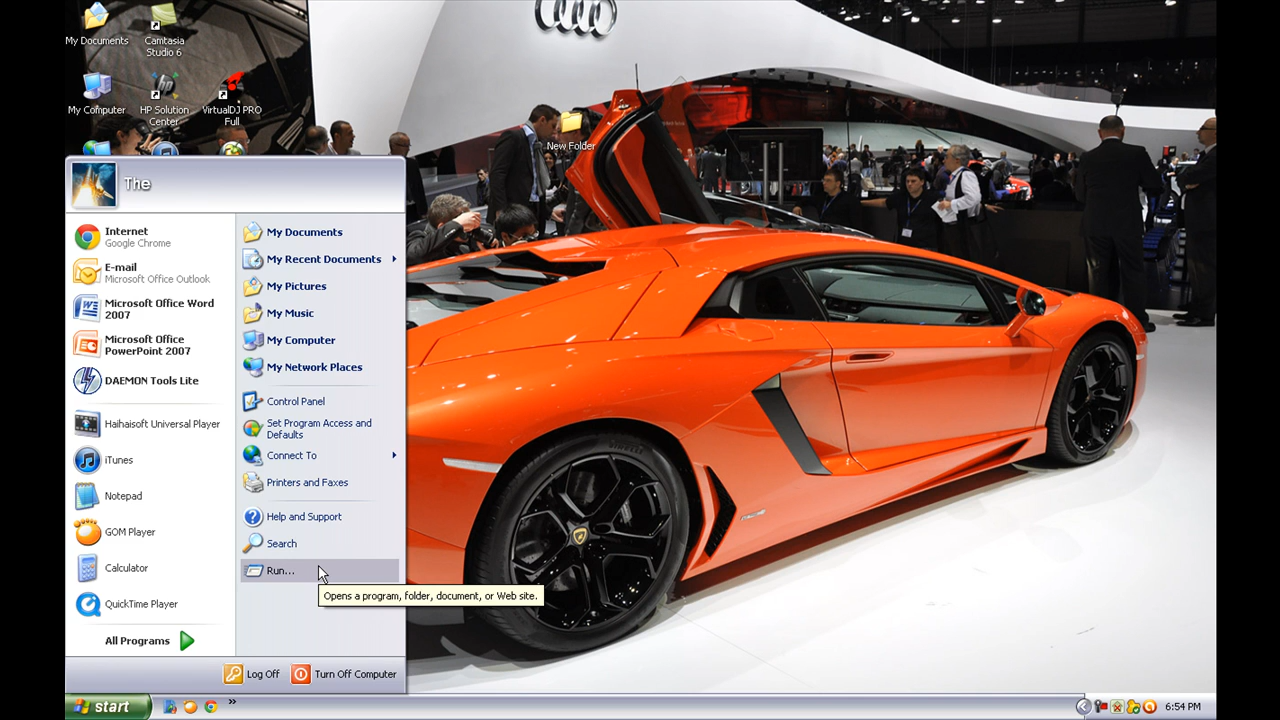 My Documents
Camtasia
Studio 6
My Computer
HP Solution
Center
VirtualDJ PRO
Full
New Folder
The
Internet
Google Chrome
E-mail
Microsoft Office Outlook
Microsoft Office Word
2007
Microsoft Office
PowerPoint 2007
DAEMON Tools Lite
Haihaisoft Universal Player
iTunes
Notepad
GOM Player
Calculator
QuickTime Player
All Programs
My Documents
My Recent Documents
My Pictures
My Music
My Computer
My Network Places
Control Panel
Set Program Access and
Defaults
Connect To
Printers and Faxes
Help and Support
Search
Run...
Opens a program, folder, document, or Web site.
Log Off
Turn Off Computer
start
6:54 PM